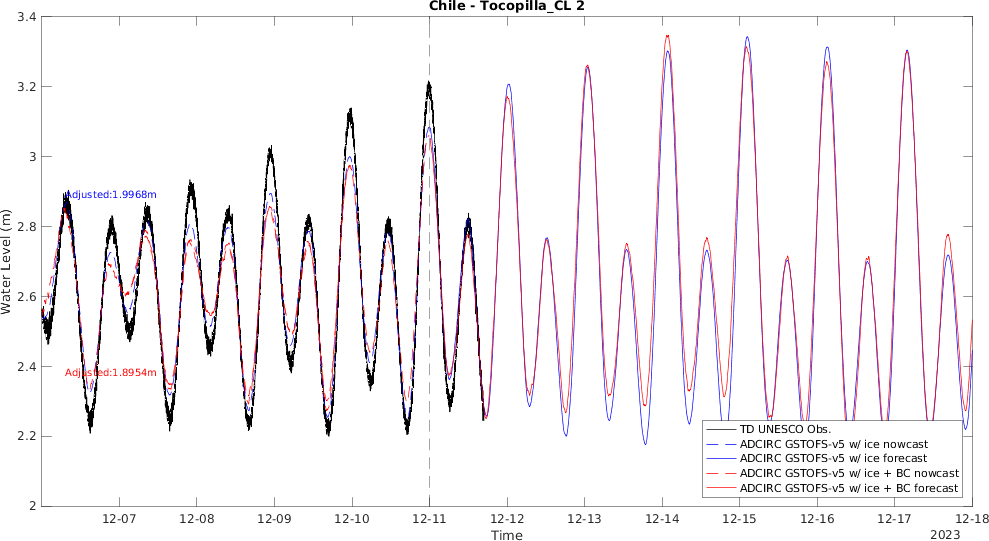 Chile - Tocopilla_CL 2
3.4
3.2
3
2.8
2.6
2.4
2.2
2
Water Level (m)
Adjusted:1.9968m
Adjusted:1.8954m
TD UNESCO Obs.
ADCIRC GSTOFS-v5 w/ ice nowcast
ADCIRC GSTOFS-v5 w/ ice forecast
ADCIRC GSTOFS-v5 w/ ice + BC nowcast
ADCIRC GSTOFS-v5 w/ ice + BC forecast
12-07 12-08 12-09 12-10 12-11 12-12 12-13 12-14 12-15 12-16 12-17 12-18
Time
2023